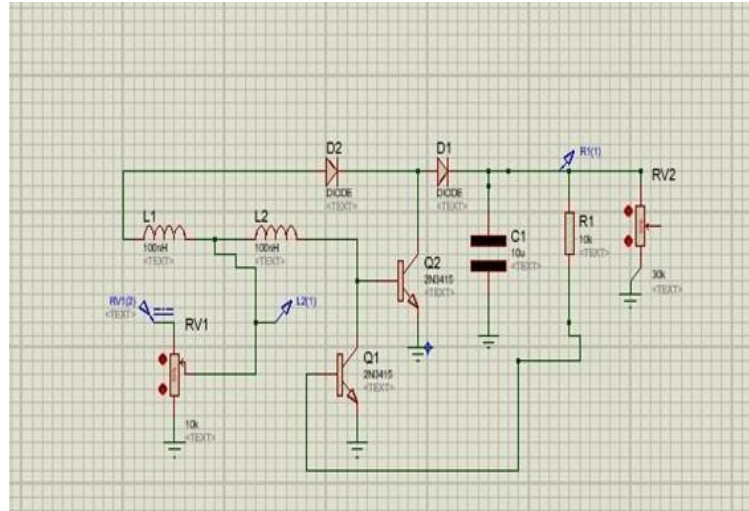 D2
DIODE
<TEXT>
D1
DIODE
<TEXT>
R1(1)
RV2
L1
100nH
<TEXT>
L2
100nH
<TEXT>
C1
10u
<TEXT>
R1
10k
<TEXT>
30k
<TEXT>
Q2
2N3415
<TEXT>
RV1(2)
<TEXT>
L2(1)
RV1
Q1
2N3415
<TEXT>
10k
<TEXT>